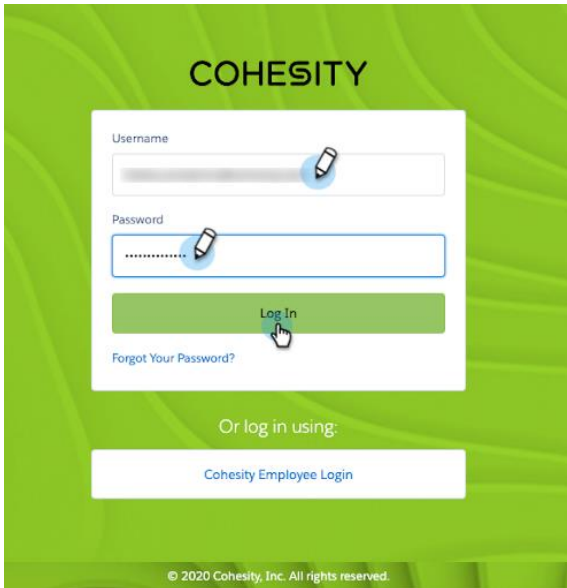 COHESITY
Username
Password
Log In
Forgot Your Password?
Or log in using:
Cohesity Employee Login
© 2020 Cohesity, Inc. All rights reserved.